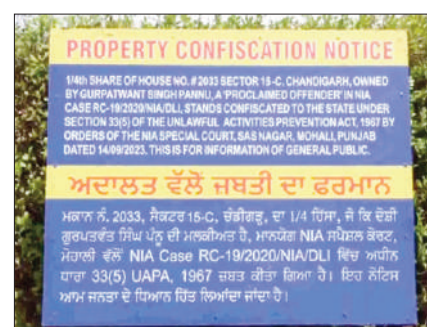 PROPERTY CONFISCATION NOTICE
1/4th SHARE OF HOUSE NO. # 2033 SECTOR 15-C, CHANDIGARH, OWNED
BY GURPATWANT SINGH PANNU, A 'PROCLAIMED OFFENDER' IN NIA
CASE RC-19/2020/NIA/DLI, STANDS CONFISCATED TO THE STATE UNDER
SECTION 33(5) OF THE UNLAWFUL ACTIVITIES PREVENTION ACT, 1967 BY
ORDERS OF THE NIA SPECIAL COURT, SAS NAGAR, MOHALI, PUNJAB
DATED 14/09/2023. THIS IS FOR INFORMATION OF GENERAL PUBLIC.
ਅਦਾਲਤ ਵੱਲੋਂ ਜਬਤੀ ਦਾ ਫਰਮਾਨ
ਮਕਾਨ ਨੰ. 2033, ਸੈਕਟਰ 15-C, ਚੰਡੀਗੜ੍ਹ, ਦਾ 1/4 ਹਿੱਸਾ, ਜੋ ਕਿ ਦੋਸ਼ੀ
ਗੁਰਪਤਵੰਤ ਸਿੰਘ ਪੰਨੂ ਦੀ ਮਲਕੀਅਤ ਹੈ, ਮਾਨਯੋਗ NIA ਸਪੈਸ਼ਲ ਕੋਰਟ,
ਮੋਹਾਲੀ ਵੱਲੋਂ NIA Case RC-19/2020/NIA/DLI ਵਿੱਚ ਅਧੀਨ
ਧਾਰਾ 33(5) UAPA, 1967 ਜ਼ਬਤ ਕੀਤਾ ਗਿਆ ਹੈ। ਇਹ ਨੋਟਿਸ
ਆਮ ਜਨਤਾ ਦੇ ਧਿਆਨ ਹਿੱਤ ਲਿਆਂਦਾ ਜਾਂਦਾ ਹੈ।